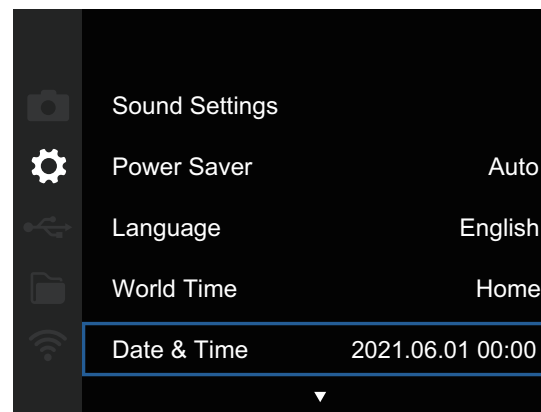 Sound Settings
Power Saver Auto
Language English
World Time Home
Date & Time 2021.06.01 00:00